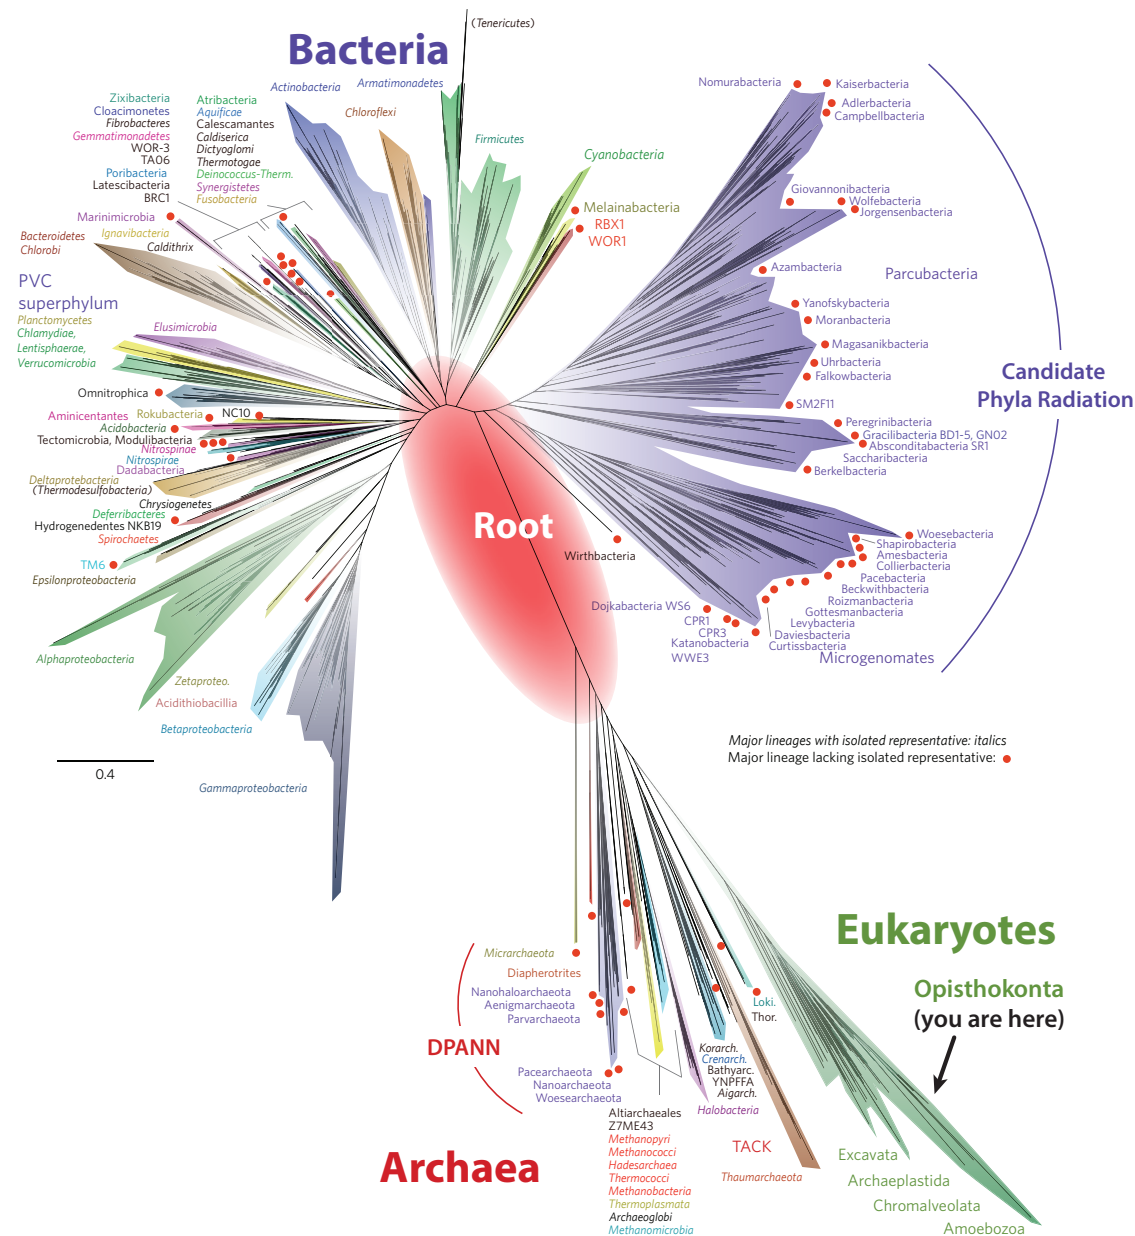 (Tenericutes)
Bacteria
Actinobacteria
Armatimonadetes
Nomurabacteria
Kaiserbacteria
Zixibacteria
Cloacimonetes
Fibrobacteres
Gemmatimonadetes
WOR-3
TA06
Poribacteria
Latescibacteria
BRC1
Atribacteria
Aquificae
Calescamantes
Caldiserica
Dictyoglomi
Thermotogae
Deinococcus-Therm.
Synergistetes
Fusobacteria
Chloroflexi
Adlerbacteria
Campbellbacteria
Firmicutes
Cyanobacteria
Giovannonibacteria
Wolfebacteria
Jorgensenbacteria
Melainabacteria
RBX1
WOR1
Marinimicrobia
Ignavibacteria
Caldithrix
Bacteroidetes
Chlorobi
Azambacteria
Parcubacteria
PVC
superphylum
Planctomycetes
Chlamydiae,
Lentisphaerae,
Verrucomicrobia
Elusimicrobia
Yanofskybacteria
Moranbacteria
Magasanikbacteria
Uhrbacteria
Falkowbacteria
Candidate
Phyla Radiation
Omnitrophica
SM2F11
Aminicentantes
Rokubacteria
NC10
Acidobacteria
Tectomicrobia, Modulibacteria
Nitrospinae
Nitrospirae
Dadabacteria
Deltaprotebacteria
(Thermodesulfobacteria)
Chrysiogenetes
Deferribacteres
Hydrogenedentes NKB19
Spirochaetes
TM6
Epsilonproteobacteria
Peregrinibacteria
Gracilibacteria BD1-5, GN02
Absconditabacteria SR1
Saccharibacteria
Berkelbacteria
Root
Wirthbacteria
Woesebacteria
Shapirobacteria
Amesbacteria
Collierbacteria
Pacebacteria
Beckwithbacteria
Roizmanbacteria
Gottesmanbacteria
Levybacteria
Daviesbacteria
Curtissbacteria
Microgenomates
Dojkabacteria WS6
CPR1
CPR3
Katanobacteria
WWE3
Alphaproteobacteria
Zetaproteo.
Acidithiobacillia
Betaproteobacteria
Gammaproteobacteria
0.4
Major lineages with isolated representative: italics
Major lineage lacking isolated representative:
Eukaryotes
Opisthokonta
(you are here)
Micrarchaeota
Diapherotrites
Nanohaloarchaeota
Aenigmarchaeota
Parvarchaeota
DPANN
Pacearchaeota
Nanoarchaeota
Woesearchaeota
Loki.
Thor.
Korarch.
Crenarch.
Bathyarc.
YNPFFA
Aigarch.
Halobacteria
Altiarchaeales
Z7ME43
Methanopyri
Methanococci
Hadesarchaea
Thermococci
Methanobacteria
Thermoplasmata
Archaeoglobi
Methanomicrobia
Archaea
TACK
Thaumarchaeota
Excavata
Archaeplastida
Chromalveolata
Amoebozoa